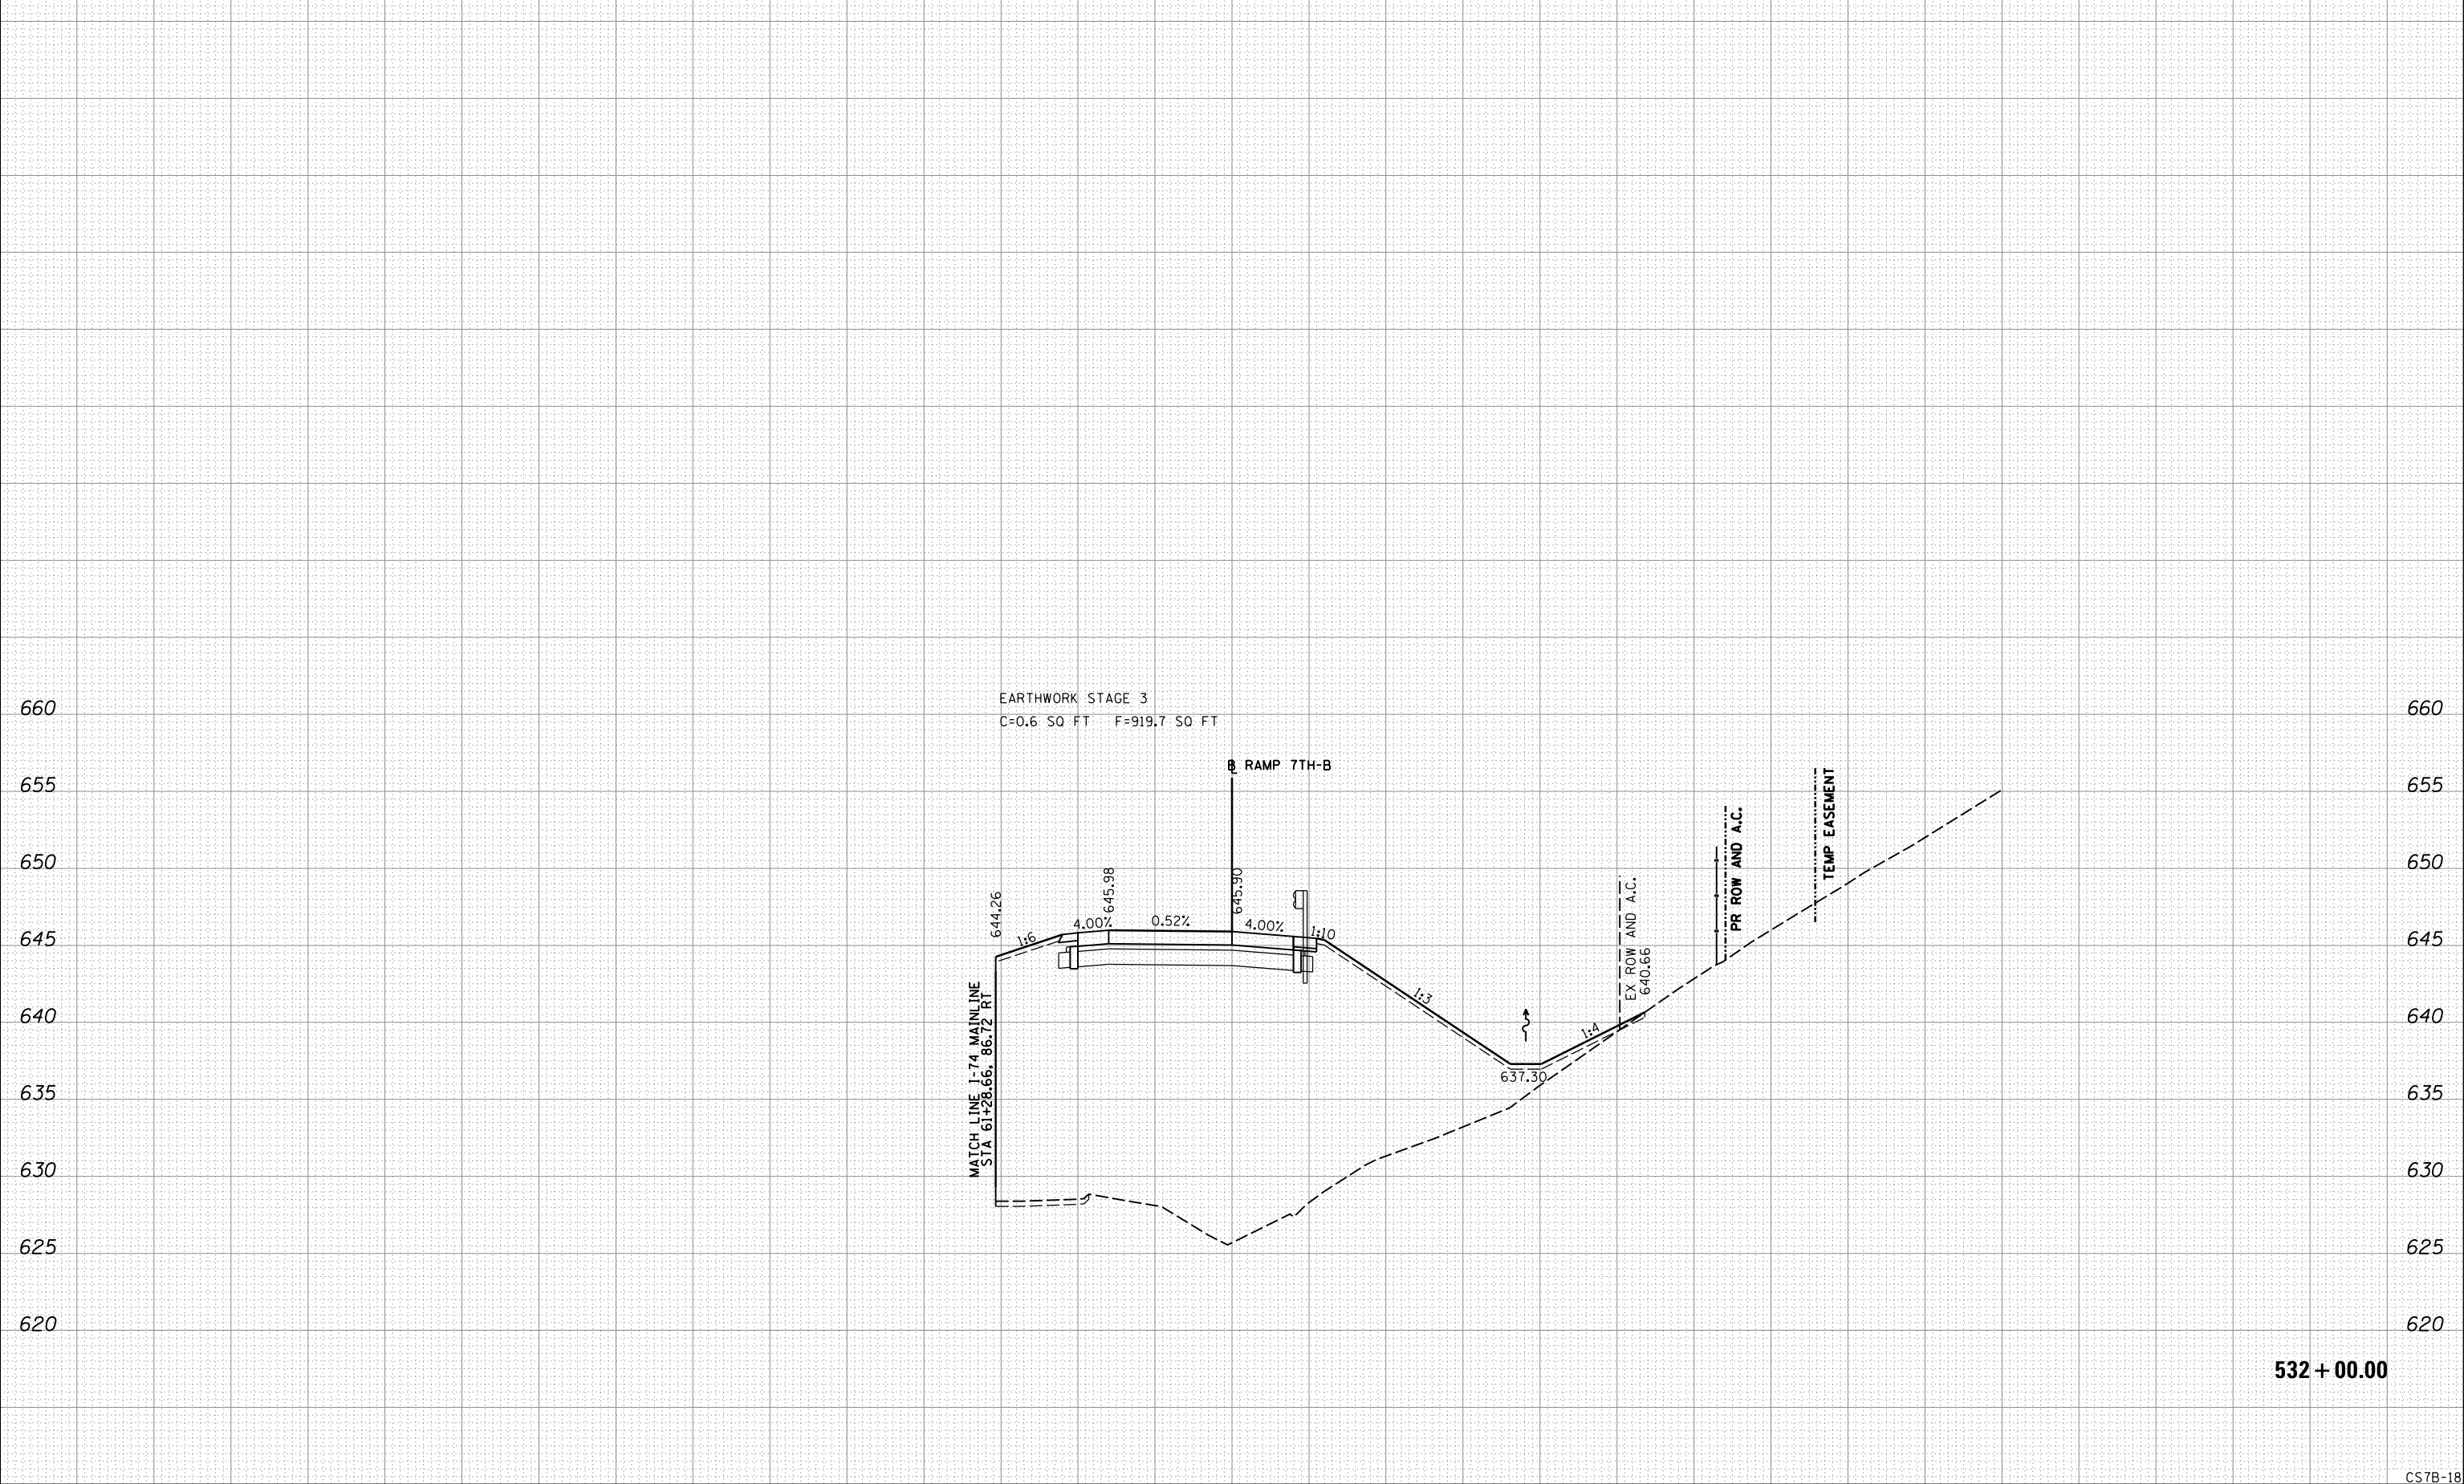 EARTHWORK STAGE 3
660 660
C=0.6 SQ FT F=919.7 SQ FT
B RAMP 7TH-B
655 655
TEMP EASEMENT
PR ROW AND A.C.
650 650
645.98
645.90
644.26
EX ROW AND A.C.
640.66
1:6
4.00%
0.52%
4.00%
1:10
645 645
1:3
1:4
640 640
MATCH LINE I-74 MAINLINE
STA 61+28.66, 86.72 RT
637.30
635 635
630 630
625 625
620 620
532+00.00
CS7B-18